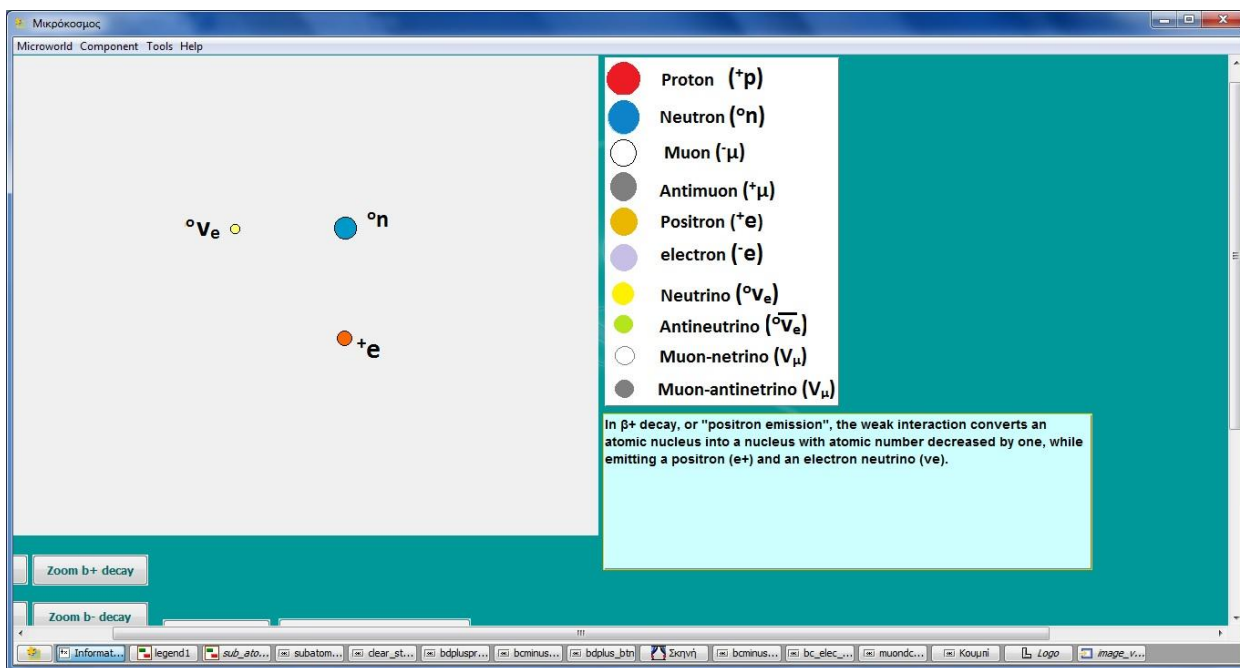 Μικρόκοσμος
Microworld Component Tools Help
Proton (⁺p)
Neutron (°n)
Muon (⁻μ)
Antimuon (⁺μ)
Positron (⁺e)
electron (⁻e)
Neutrino (°νₑ)
Antineutrino (°ν̅ₑ)
Muon-netrino (V_μ)
Muon-antinetrino (V_μ)
°νₑ
°n
⁺e
In β+ decay, or "positron emission", the weak interaction converts an
atomic nucleus into a nucleus with atomic number decreased by one, while
emitting a positron (e+) and an electron neutrino (ve).
Zoom b+ decay
Zoom b- decay
Informat... legend1 sub_ato... subatom... clear_st... bdpluspr... bcminus... bdplus_btn Σκηνή bcminus... bc_elec_... muondc... Κουμπί Logo image_v...